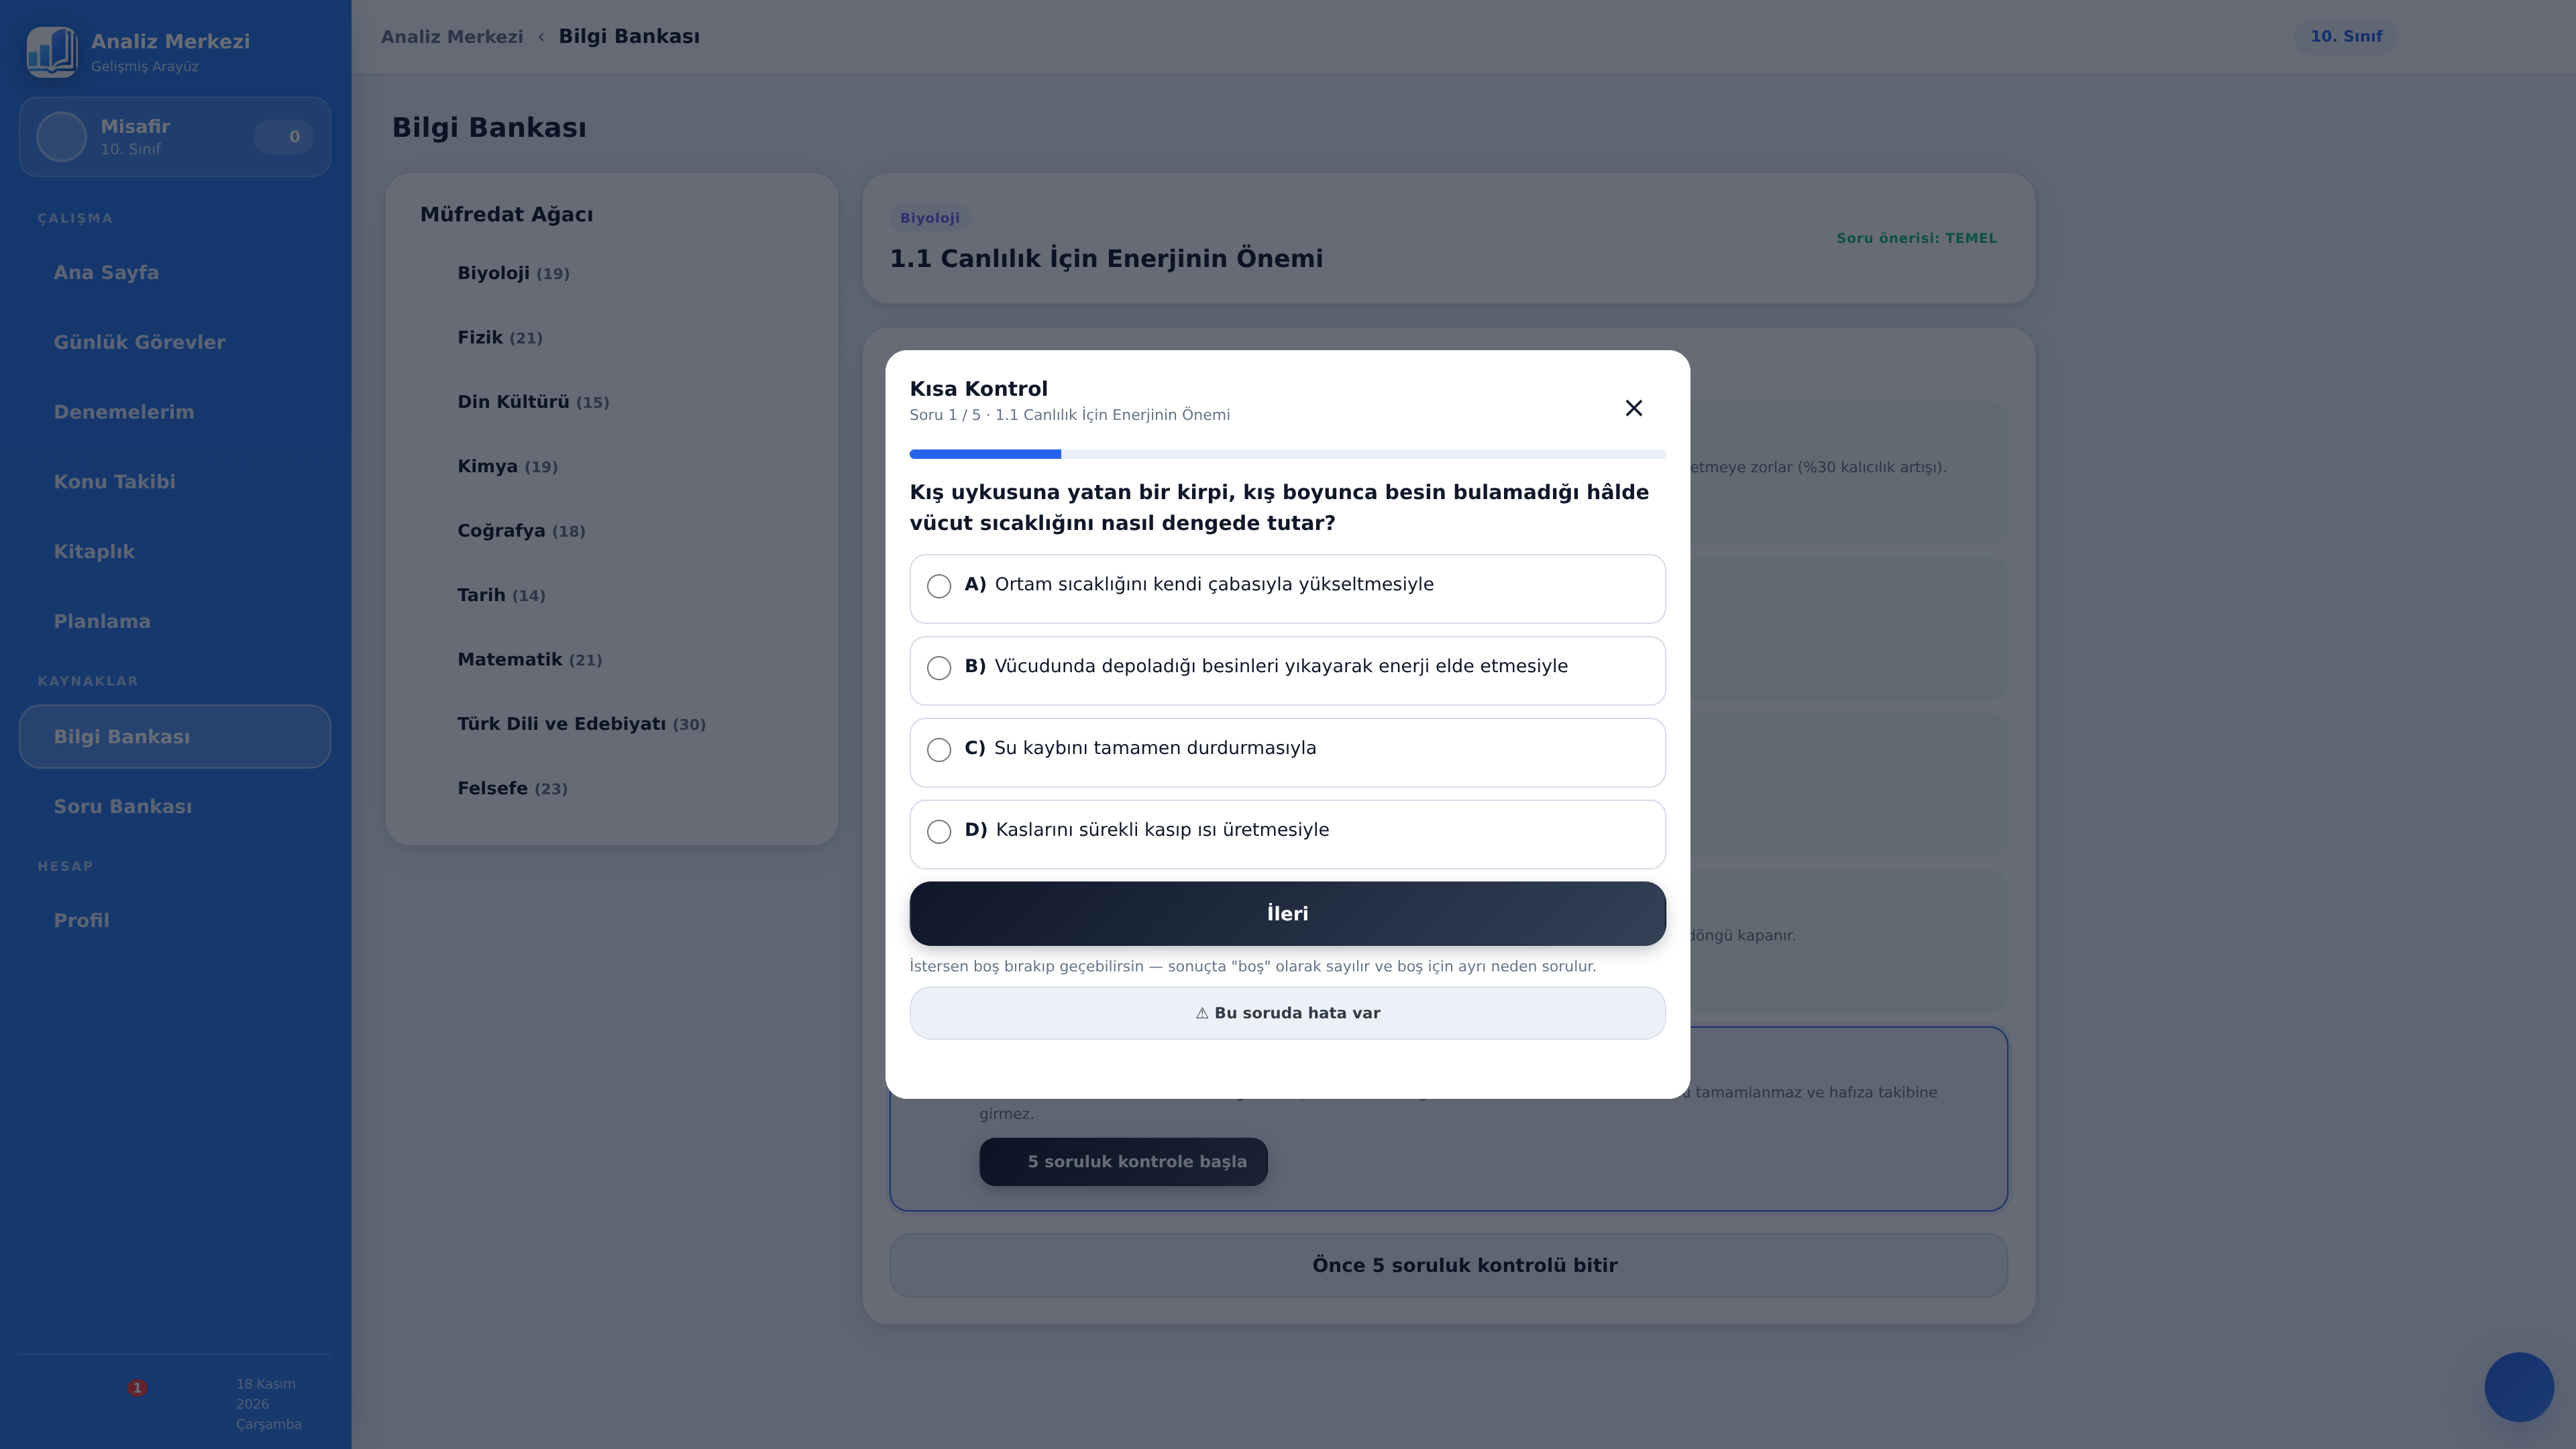 Analiz Merkezi
Gelişmiş Arayüz
Misafir
10. Sınıf
0
ÇALIŞMA
Ana Sayfa
Günlük Görevler
Denemelerim
Konu Takibi
Kitaplık
Planlama
KAYNAKLAR
Bilgi Bankası
Soru Bankası
HESAP
Profil
1
18 Kasım
2026
Çarşamba
Analiz Merkezi ‹ Bilgi Bankası
10. Sınıf
Bilgi Bankası
Müfredat Ağacı
Biyoloji (19)
Fizik (21)
Din Kültürü (15)
Kimya (19)
Coğrafya (18)
Tarih (14)
Matematik (21)
Türk Dili ve Edebiyatı (30)
Felsefe (23)
Biyoloji
1.1 Canlılık İçin Enerjinin Önemi
Soru önerisi: TEMEL
Kısa Kontrol
Soru 1 / 5 · 1.1 Canlılık İçin Enerjinin Önemi
Kış uykusuna yatan bir kirpi, kış boyunca besin bulamadığı hâlde
vücut sıcaklığını nasıl dengede tutar?
A) Ortam sıcaklığını kendi çabasıyla yükseltmesiyle
B) Vücudunda depoladığı besinleri yıkayarak enerji elde etmesiyle
C) Su kaybını tamamen durdurmasıyla
D) Kaslarını sürekli kasıp ısı üretmesiyle
İleri
İstersen boş bırakıp geçebilirsin — sonuçta "boş" olarak sayılır ve boş için ayrı neden sorulur.
⚠ Bu soruda hata var
etmeye zorlar (%30 kalıcılık artışı).
döngü kapanır.
tamamlanmaz ve hafıza takibine
girmez.
5 soruluk kontrole başla
Önce 5 soruluk kontrolü bitir